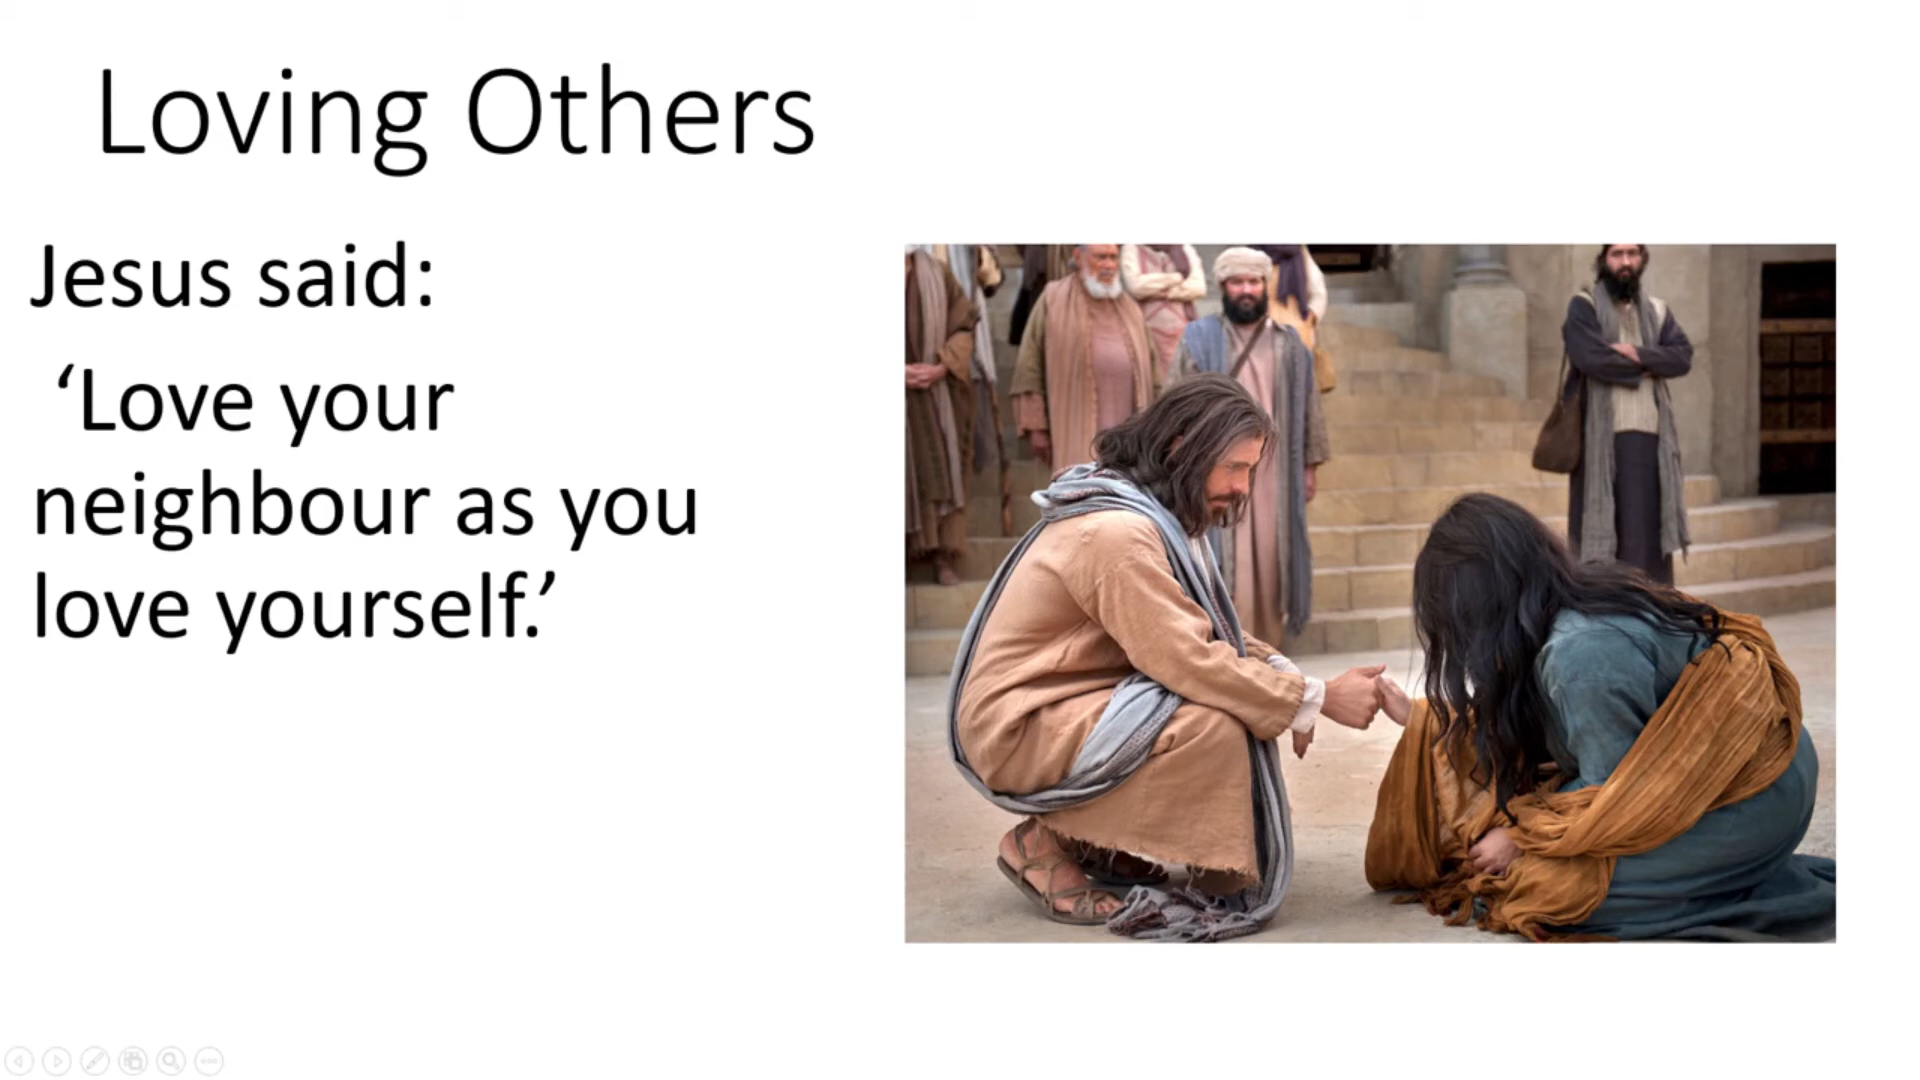 Loving Others
Jesus said:
‘Love your
neighbour as you
love yourself.’